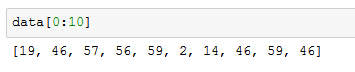 data[0:10]
[19, 46, 57, 56, 59, 2, 14, 46, 59, 46]